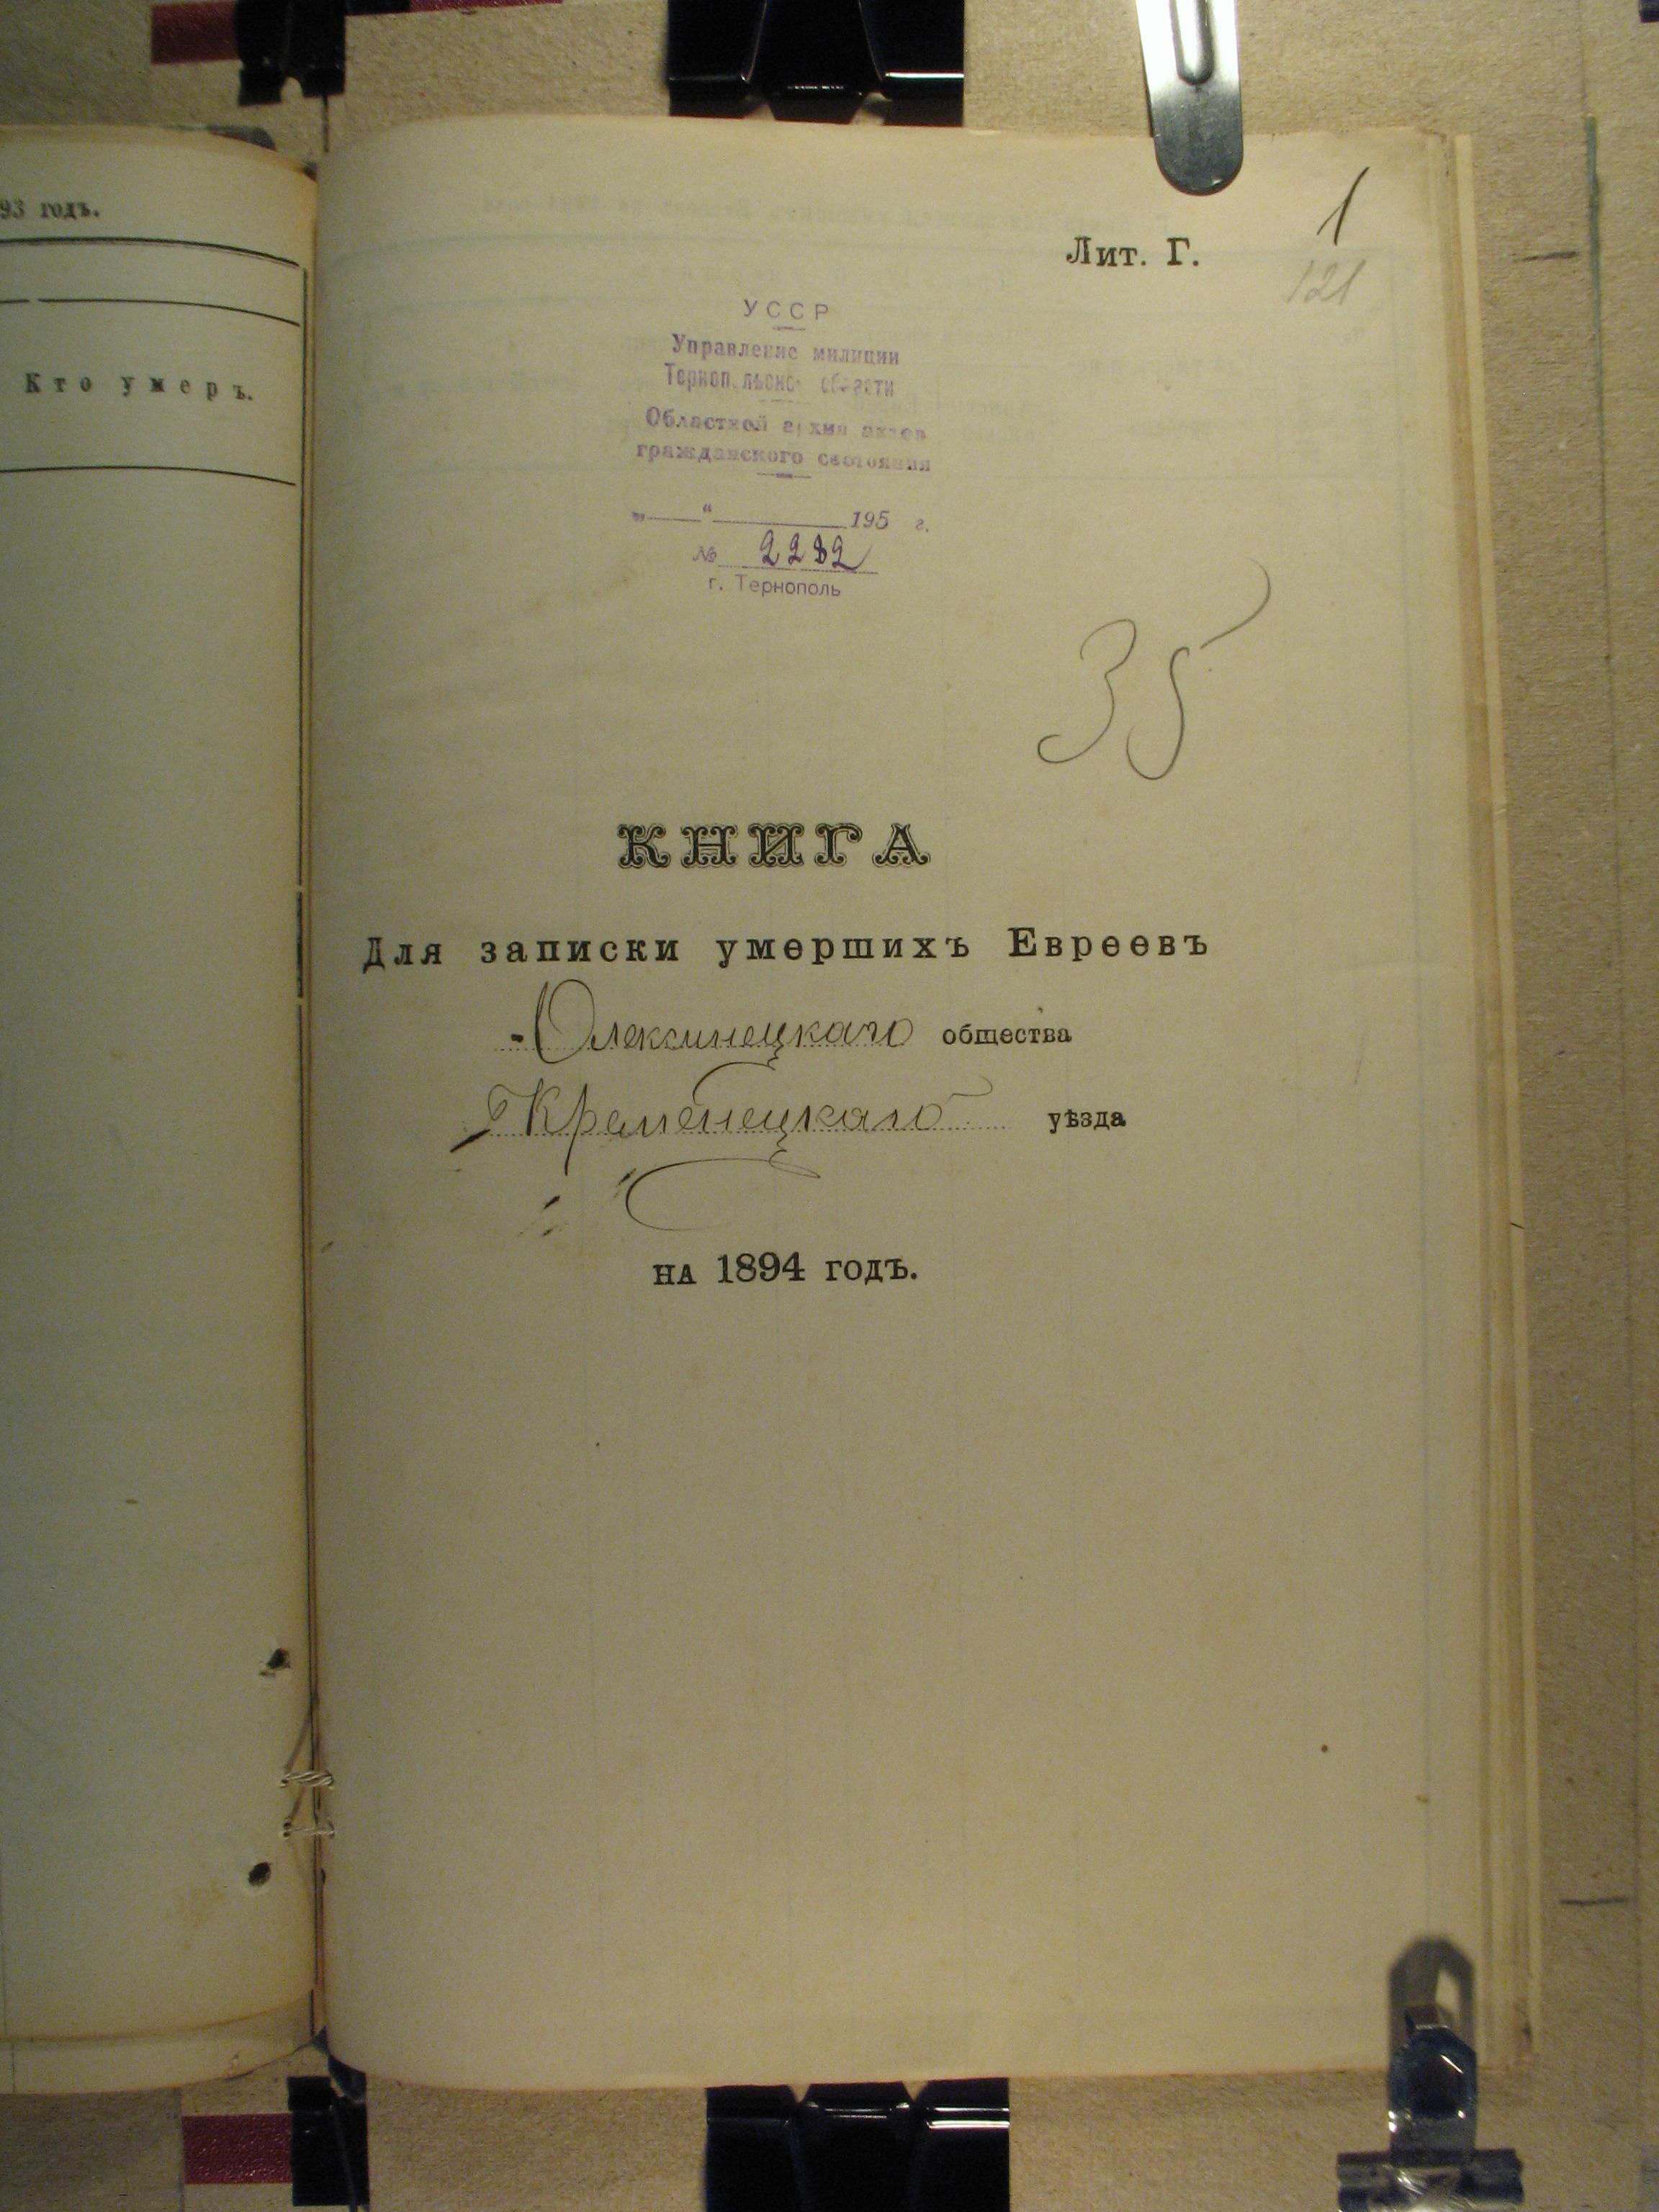 93 годъ.
Кто умеръ.
1
Лит. Г.
121
УССР
Управление милиции
Тернопольской области
Областной архив актов
гражданского состояния
„ “ 195 г.
№ 2282
г. Тернополь
35
КНИГА
Для записки умершихъ Евреевъ
Олексинецкаго общества
Кременецкаго уѣзда
на 1894 годъ.